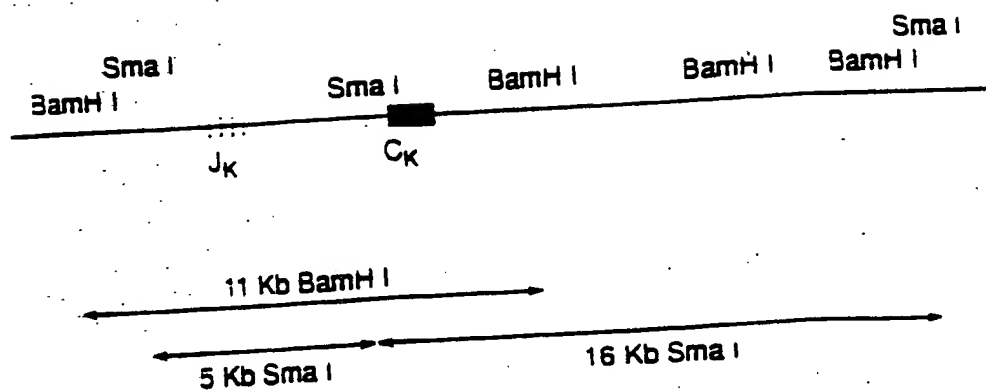 Sma I
Sma I
BamH I
Sma I
BamH I
BamH I
BamH I
JK
CK
11 Kb BamH I
5 Kb Sma I
16 Kb Sma I